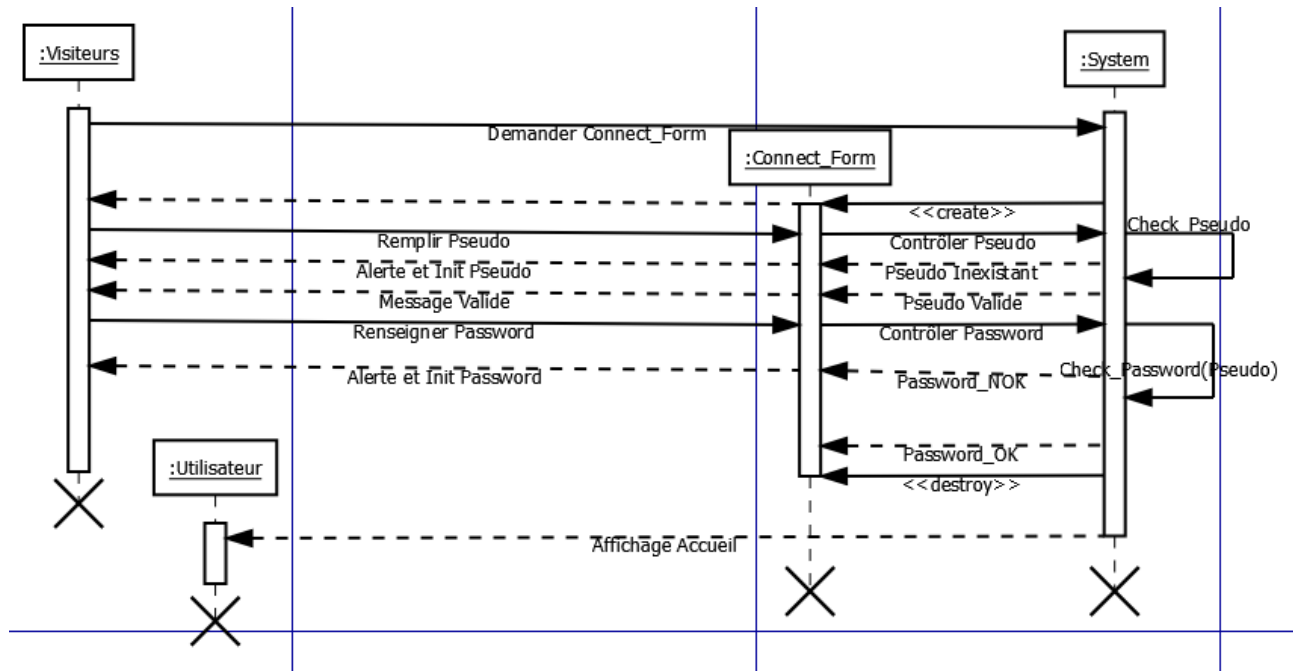 :Visiteurs
:System
Demander Connect_Form
:Connect_Form
<<create>>
Check_Pseudo
Remplir Pseudo
Contrôler Pseudo
Alerte et Init Pseudo
Pseudo Inexistant
Message Valide
Pseudo Valide
Renseigner Password
Contrôler Password
Alerte et Init Password
Password_NOK
Check_Password(Pseudo)
:Utilisateur
Password_OK
<<destroy>>
Affichage Accueil